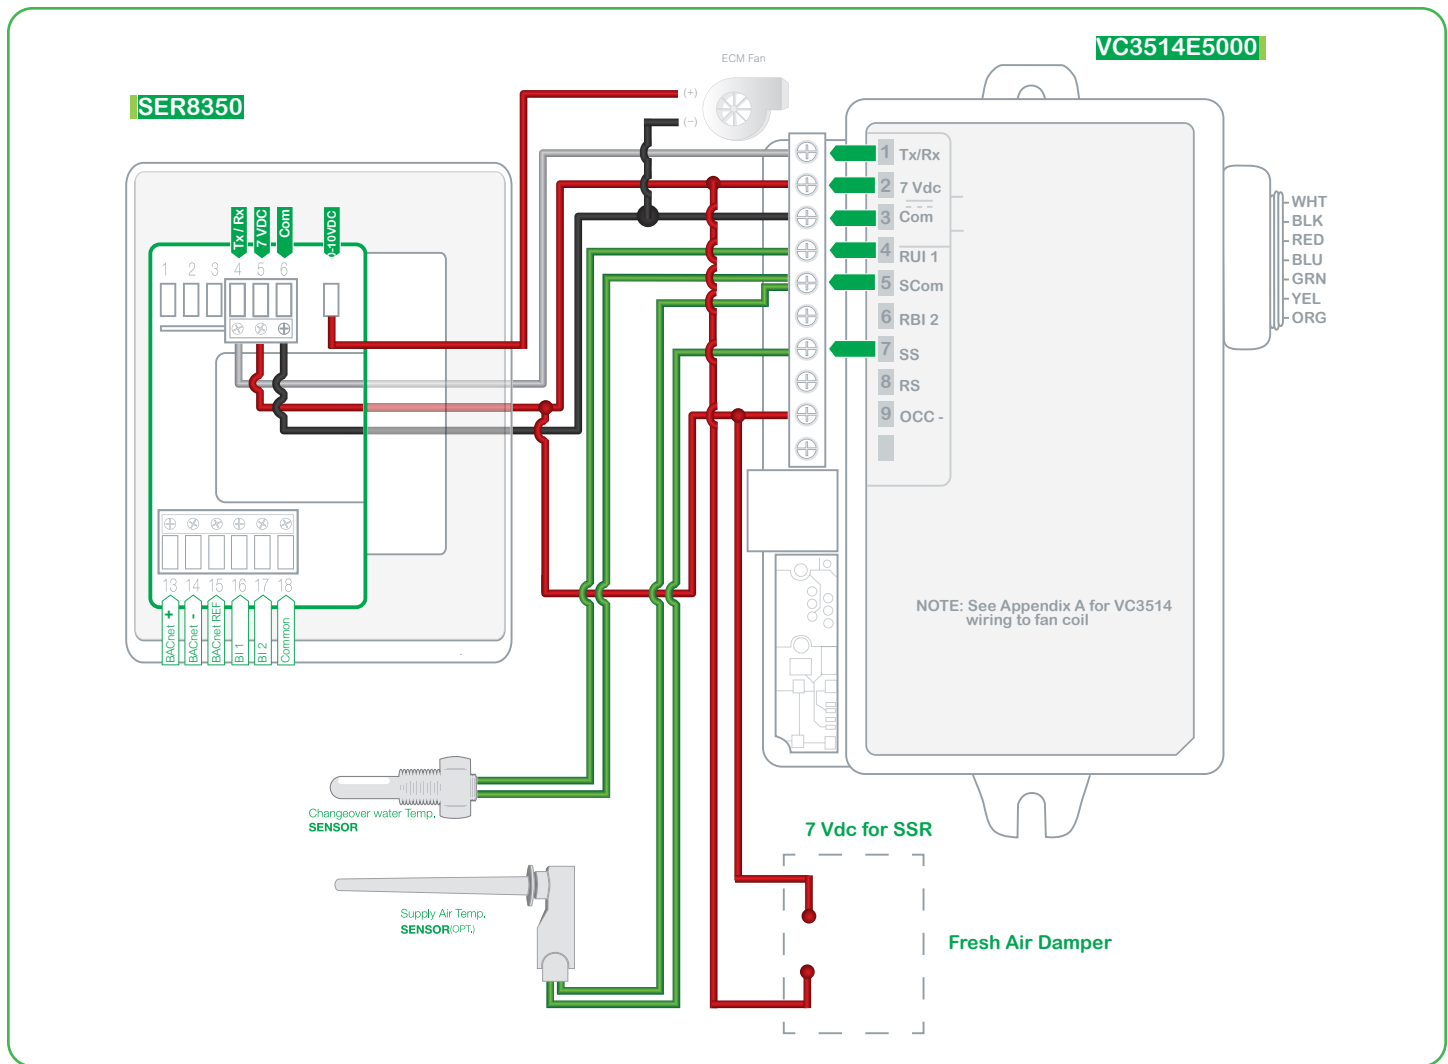 ECM Fan
VC3514E5000
SER8350
(+)
(−)
1 Tx/Rx
2 7 Vdc
3 Com
4 RUI 1
5 SCom
6 RBI 2
7 SS
8 RS
9 OCC -
WHT
BLK
RED
BLU
GRN
YEL
ORG
Tx / Rx
7 VDC
Com
0-10VDC
1 2 3 4 5 6
13 14 15 16 17 18
BACnet +
BACnet -
BACnet REF
BI 1
BI 2
Common
NOTE: See Appendix A for VC3514
wiring to fan coil
Changeover water Temp.
SENSOR
7 Vdc for SSR
Supply Air Temp.
SENSOR(OPT.)
Fresh Air Damper